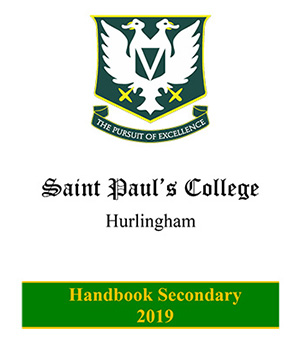 THE PURSUIT OF EXCELLENCE
Saint Paul's College
Hurlingham
Handbook Secondary
2019